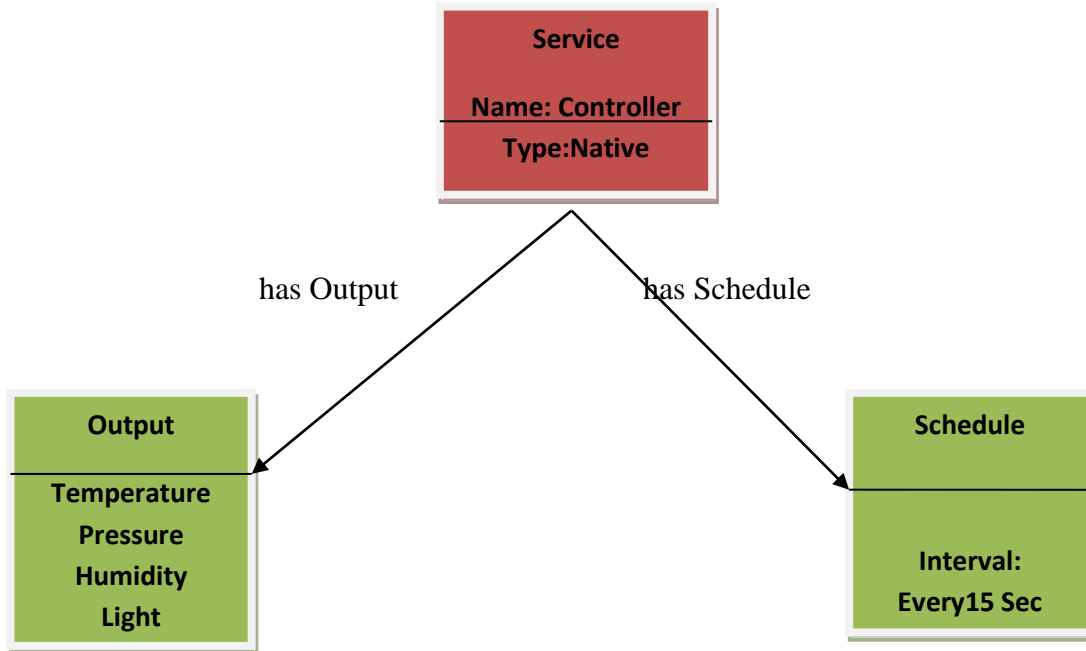 Service
Name: Controller
Type:Native
has Output
has Schedule
Output
Temperature
Pressure
Humidity
Light
Schedule
Interval:
Every15 Sec